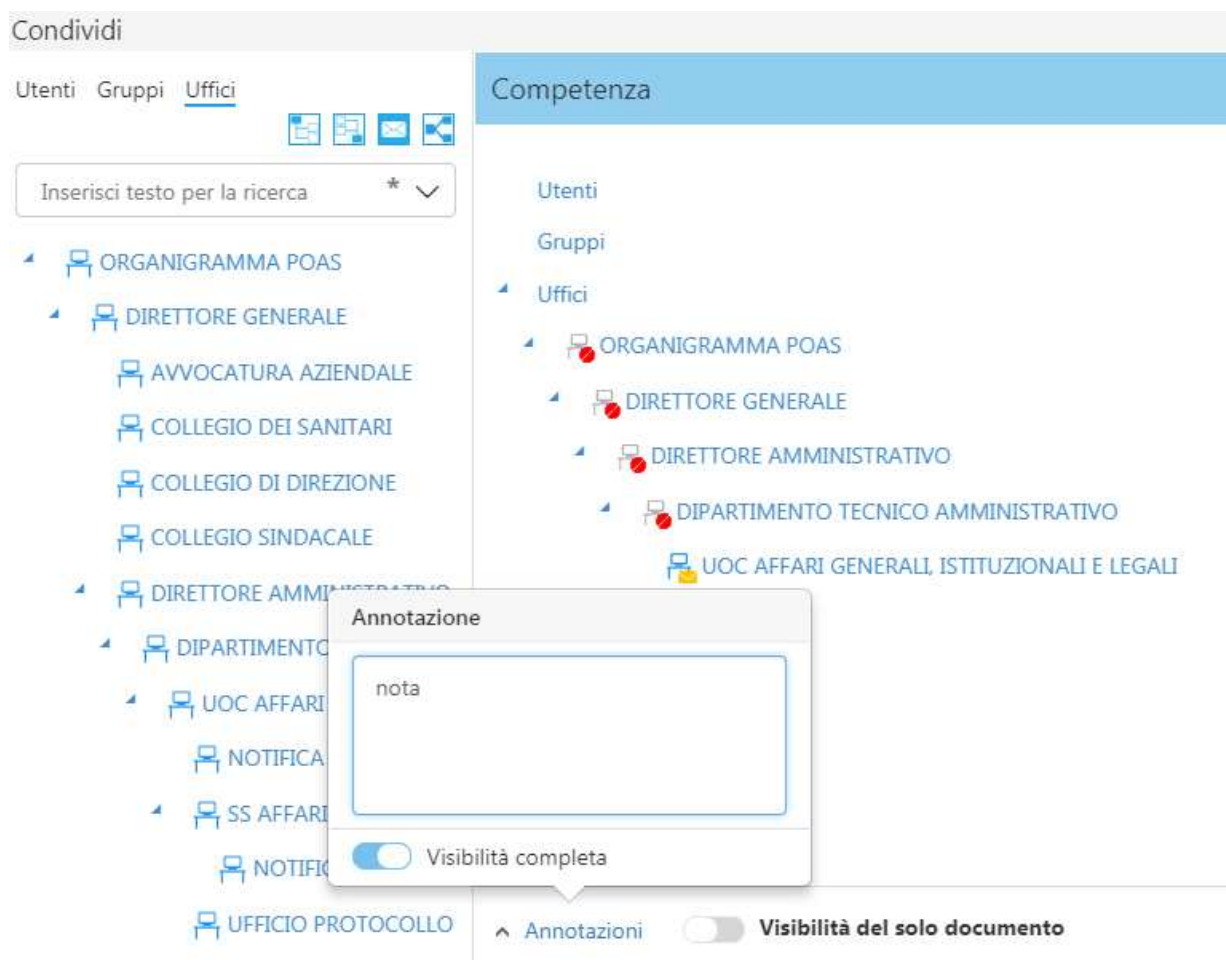 Condividi
Utenti Gruppi Uffici
Inserisci testo per la ricerca *
ORGANIGRAMMA POAS
DIRETTORE GENERALE
AVVOCATURA AZIENDALE
COLLEGIO DEI SANITARI
COLLEGIO DI DIREZIONE
COLLEGIO SINDACALE
DIRETTORE AMMINISTRATIVO
DIPARTIMENTO
UOC AFFARI
NOTIFICA
SS AFFARI
UFFICIO PROTOCOLLO
Competenza
Utenti
Gruppi
Uffici
ORGANIGRAMMA POAS
DIRETTORE GENERALE
DIRETTORE AMMINISTRATIVO
DIPARTIMENTO TECNICO AMMINISTRATIVO
UOC AFFARI GENERALI, ISTITUZIONALI E LEGALI
Annotazione
nota
Visibilità completa
Annotazioni
Visibilità del solo documento